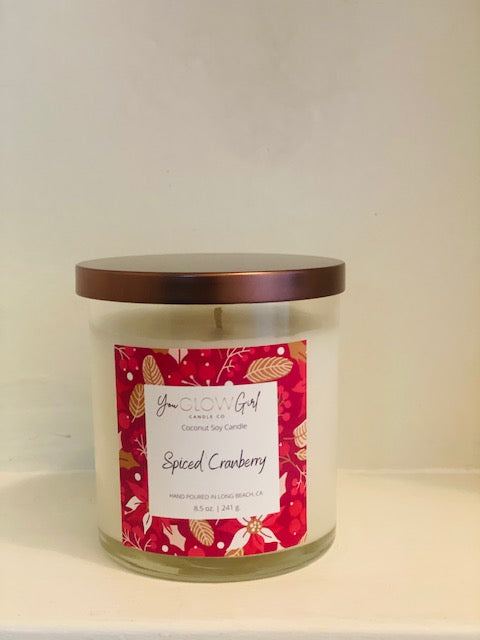 You GLOW Girl
CANDLE CO
Coconut Soy Candle
Spiced Cranberry
HAND POURED IN LONG BEACH, CA
8.5 oz. | 241 g.